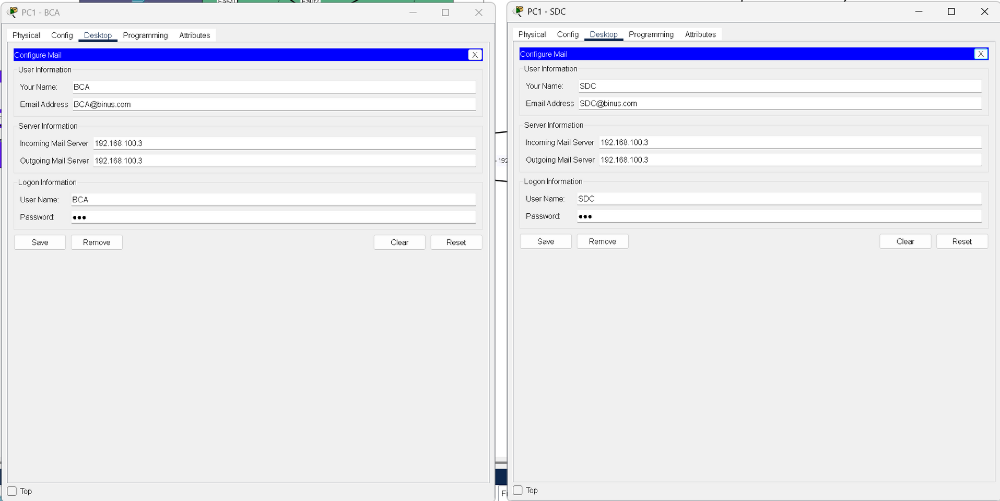 PC1 - BCA
Physical Config Desktop Programming Attributes
Configure Mail X
User Information
Your Name: BCA
Email Address BCA@binus.com
Server Information
Incoming Mail Server 192.168.100.3
Outgoing Mail Server 192.168.100.3
Logon Information
User Name: BCA
Password: ●●●
Save Remove Clear Reset
Top
192
Fi
PC1 - SDC
Physical Config Desktop Programming Attributes
Configure Mail X
User Information
Your Name: SDC
Email Address SDC@binus.com
Server Information
Incoming Mail Server 192.168.100.3
Outgoing Mail Server 192.168.100.3
Logon Information
User Name: SDC
Password: ●●●
Save Remove Clear Reset
Top